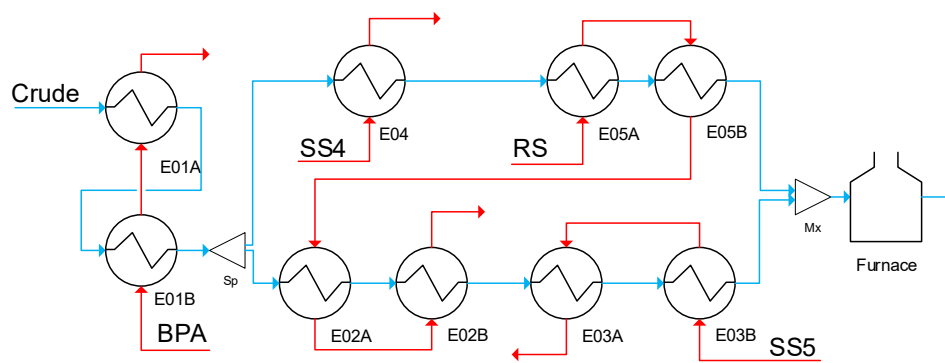 Crude
E01A
E01B
BPA
Sp
SS4
E04
RS
E05A
E05B
E02A
E02B
E03A
E03B
SS5
Mx
Furnace